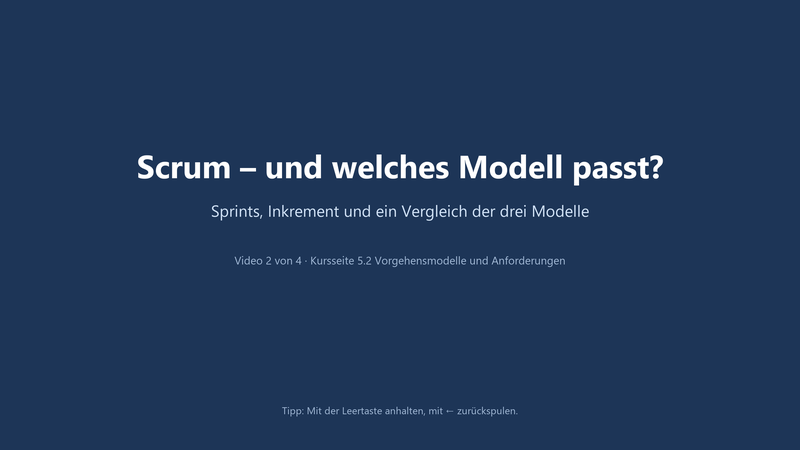 Scrum – und welches Modell passt?
Sprints, Inkrement und ein Vergleich der drei Modelle
Video 2 von 4 · Kursseite 5.2 Vorgehensmodelle und Anforderungen
Tipp: Mit der Leertaste anhalten, mit ← zurückspulen.